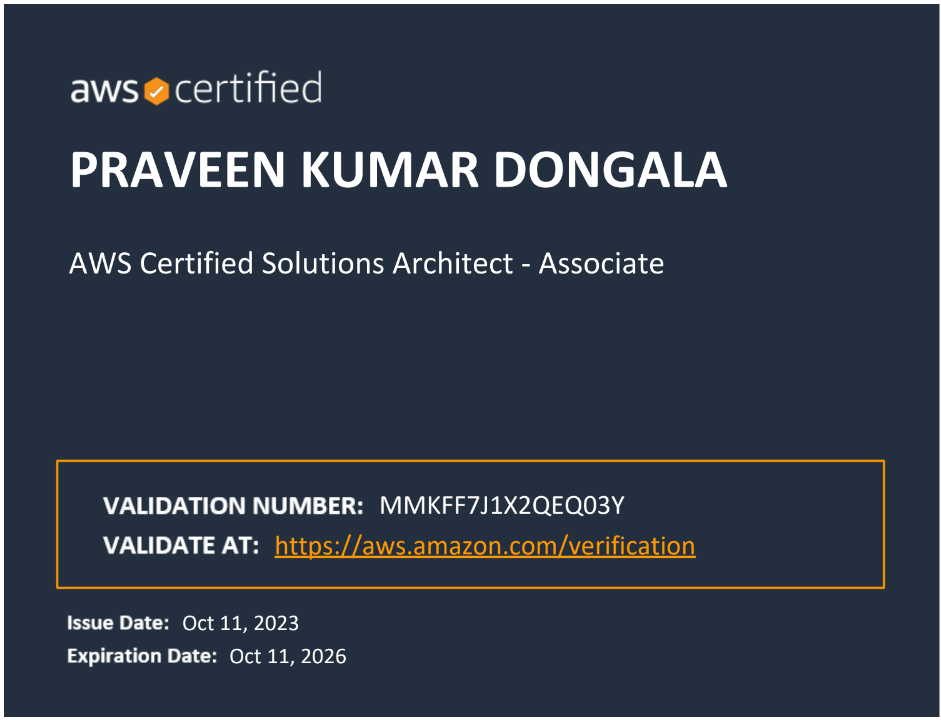 aws certified
PRAVEEN KUMAR DONGALA
AWS Certified Solutions Architect - Associate
VALIDATION NUMBER: MMKFF7J1X2QEQ03Y
VALIDATE AT: https://aws.amazon.com/verification
Issue Date: Oct 11, 2023
Expiration Date: Oct 11, 2026